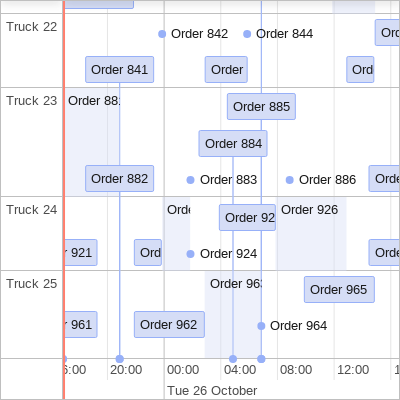 Truck 22
Order 842
Order 844
Ord
Order 841
Order
Ord
Truck 23
Order 88
Order 885
Order 884
Order 882
Order 883
Order 886
Orde
Truck 24
Orde
Order 92
Order 926
921
Ord
Order 924
Orde
Truck 25
Order 96
Order 965
961
Order 962
Order 964
:00 20:00 00:00 04:00 08:00 12:00 1
Tue 26 October